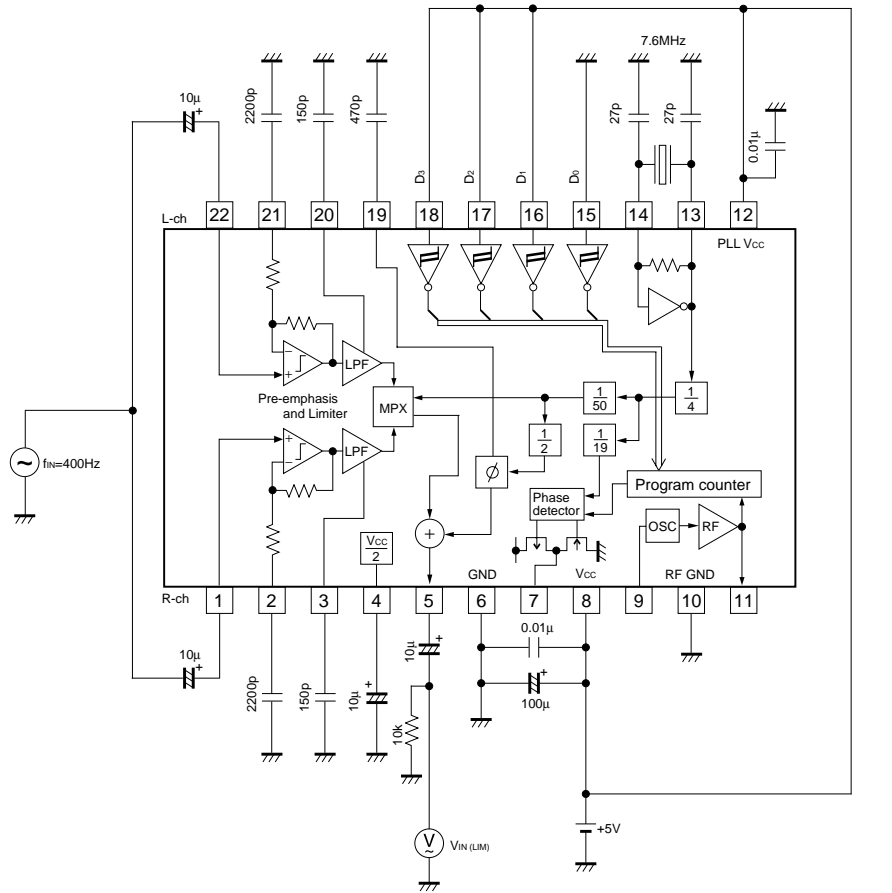 7.6MHz
10μ
+
2200p
150p
470p
27p
27p
0.01μ
D3
D2
D1
D0
L-ch
22
21
20
19
18
17
16
15
14
13
12
PLL VCC
−
+
LPF
Pre-emphasis
and Limiter
MPX
1/50
1/4
1/2
1/19
+
−
LPF
φ
Phase
detector
Program counter
~
fIN=400Hz
VCC/2
+
OSC
RF
GND
VCC
RF GND
R-ch
1
2
3
4
5
6
7
8
9
10
11
10μ
+
2200p
150p
10μ
+
10μ
+
10k
0.01μ
+
100μ
+5V
V
~
VIN (LIM)